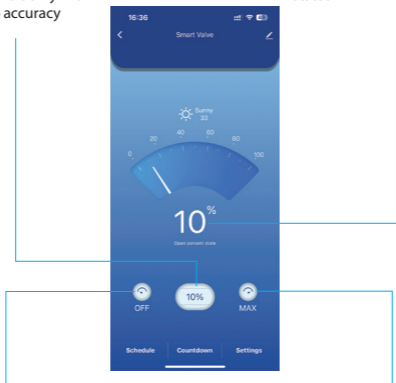 accuracy
16:36
Smart Valve
Sunny
33
0 20 40 60 80 100
10%
Open percent state
OFF
10%
MAX
Schedule Countdown Settings